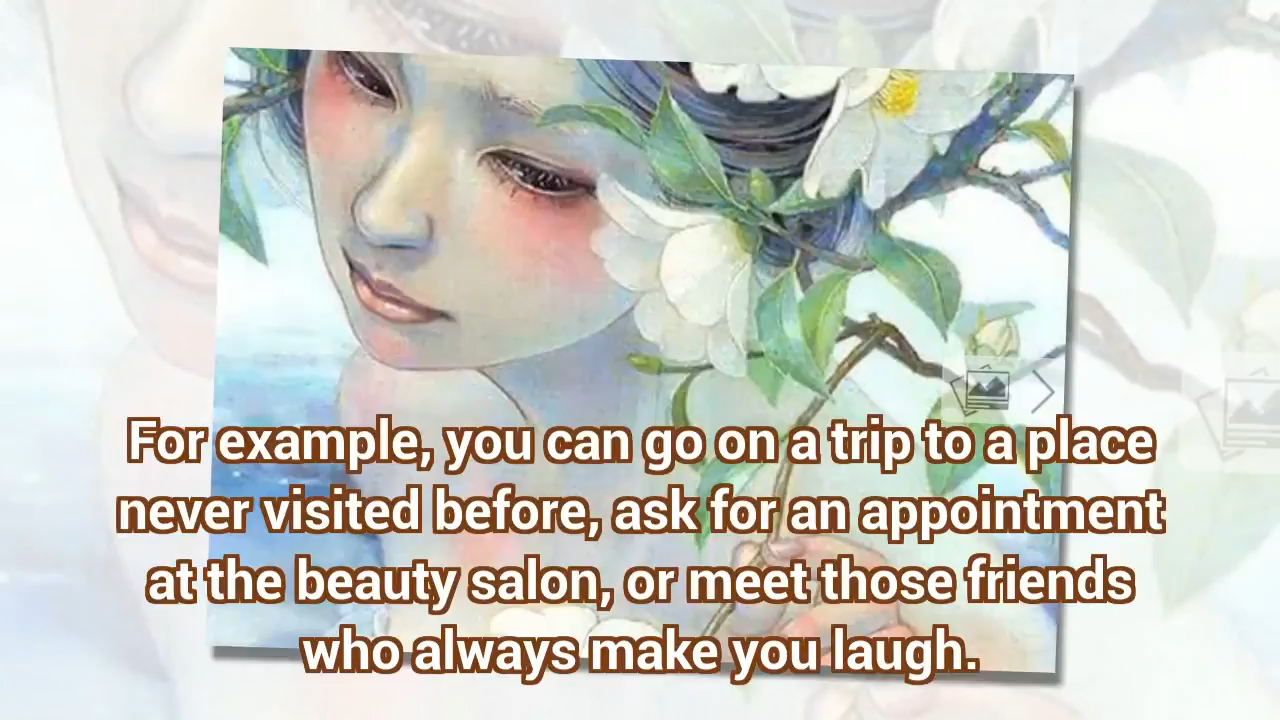 For example, you can go on a trip to a place
never visited before, ask for an appointment
at the beauty salon, or meet those friends
who always make you laugh.